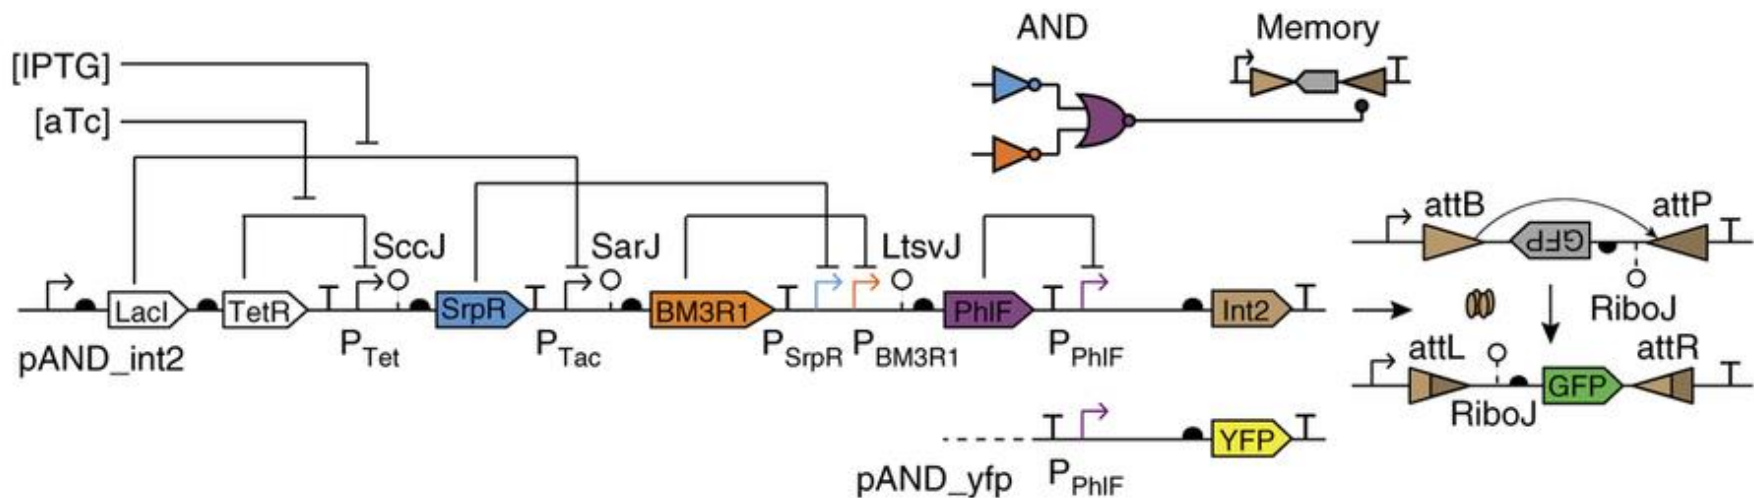 AND Memory
[IPTG]
[aTc]
attB attP
SccJ SarJ LtsvJ
GFP
LacI TetR SrpR BM3R1 PhlF Int2
RiboJ
pAND_int2 PTet PTac PSrpR PBM3R1 PPhlF
attL attR
GFP
RiboJ
YFP
pAND_yfp PPhlF